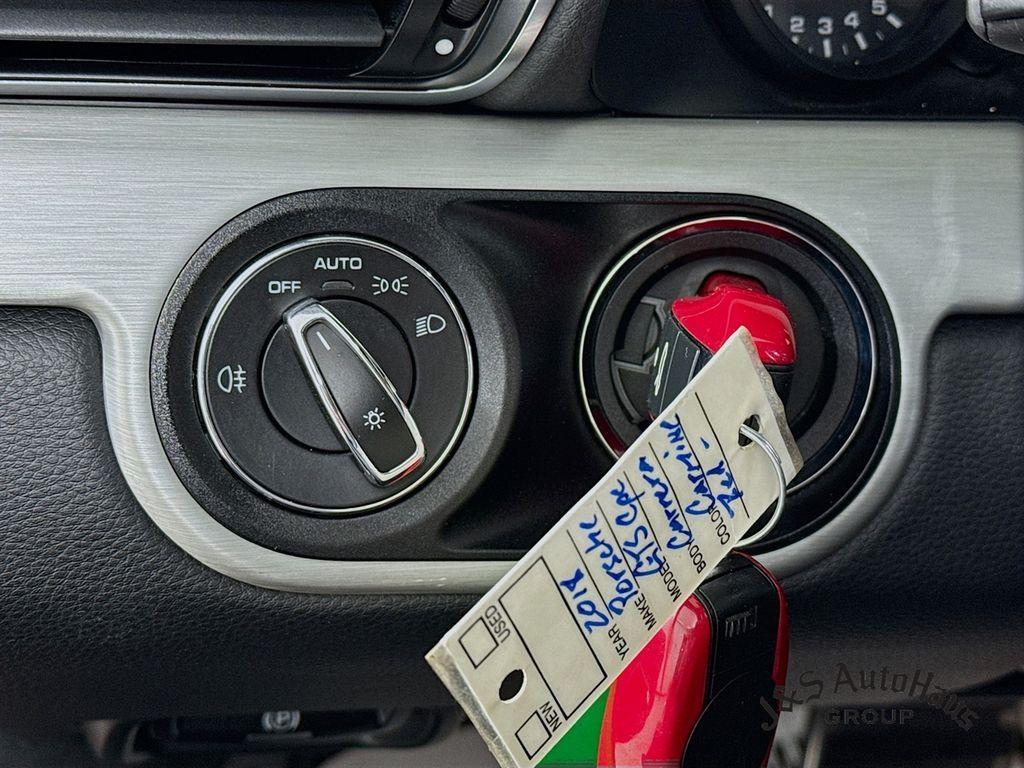 1 2 3 4 5
AUTO
OFF
NEW
USED
YEAR 2018
MAKE Porsche
MODEL GTS Cpe
BODY Carrera
COLOR Carmine
Red -
P
J&S AutoHaus
GROUP